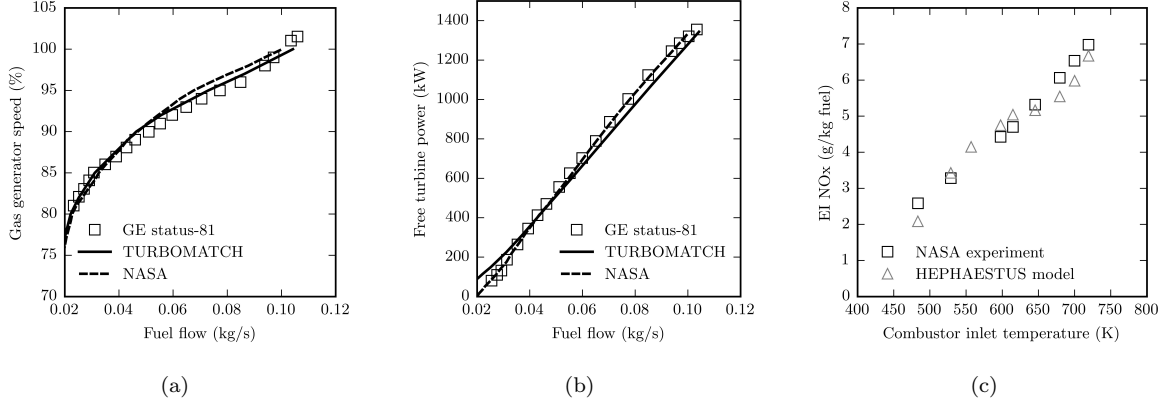 105
100
95
90
85
80
75
70
Gas generator speed (%)
GE status-81
TURBOMATCH
NASA
0.02 0.04 0.06 0.08 0.10 0.12
Fuel flow (kg/s)
(a)
1400
1200
1000
800
600
400
200
0
Free turbine power (kW)
GE status-81
TURBOMATCH
NASA
0.02 0.04 0.06 0.08 0.10 0.12
Fuel flow (kg/s)
(b)
8
7
6
5
4
3
2
1
0
EI NOx (g/kg fuel)
NASA experiment
HEPHAESTUS model
400 450 500 550 600 650 700 750 800
Combustor inlet temperature (K)
(c)